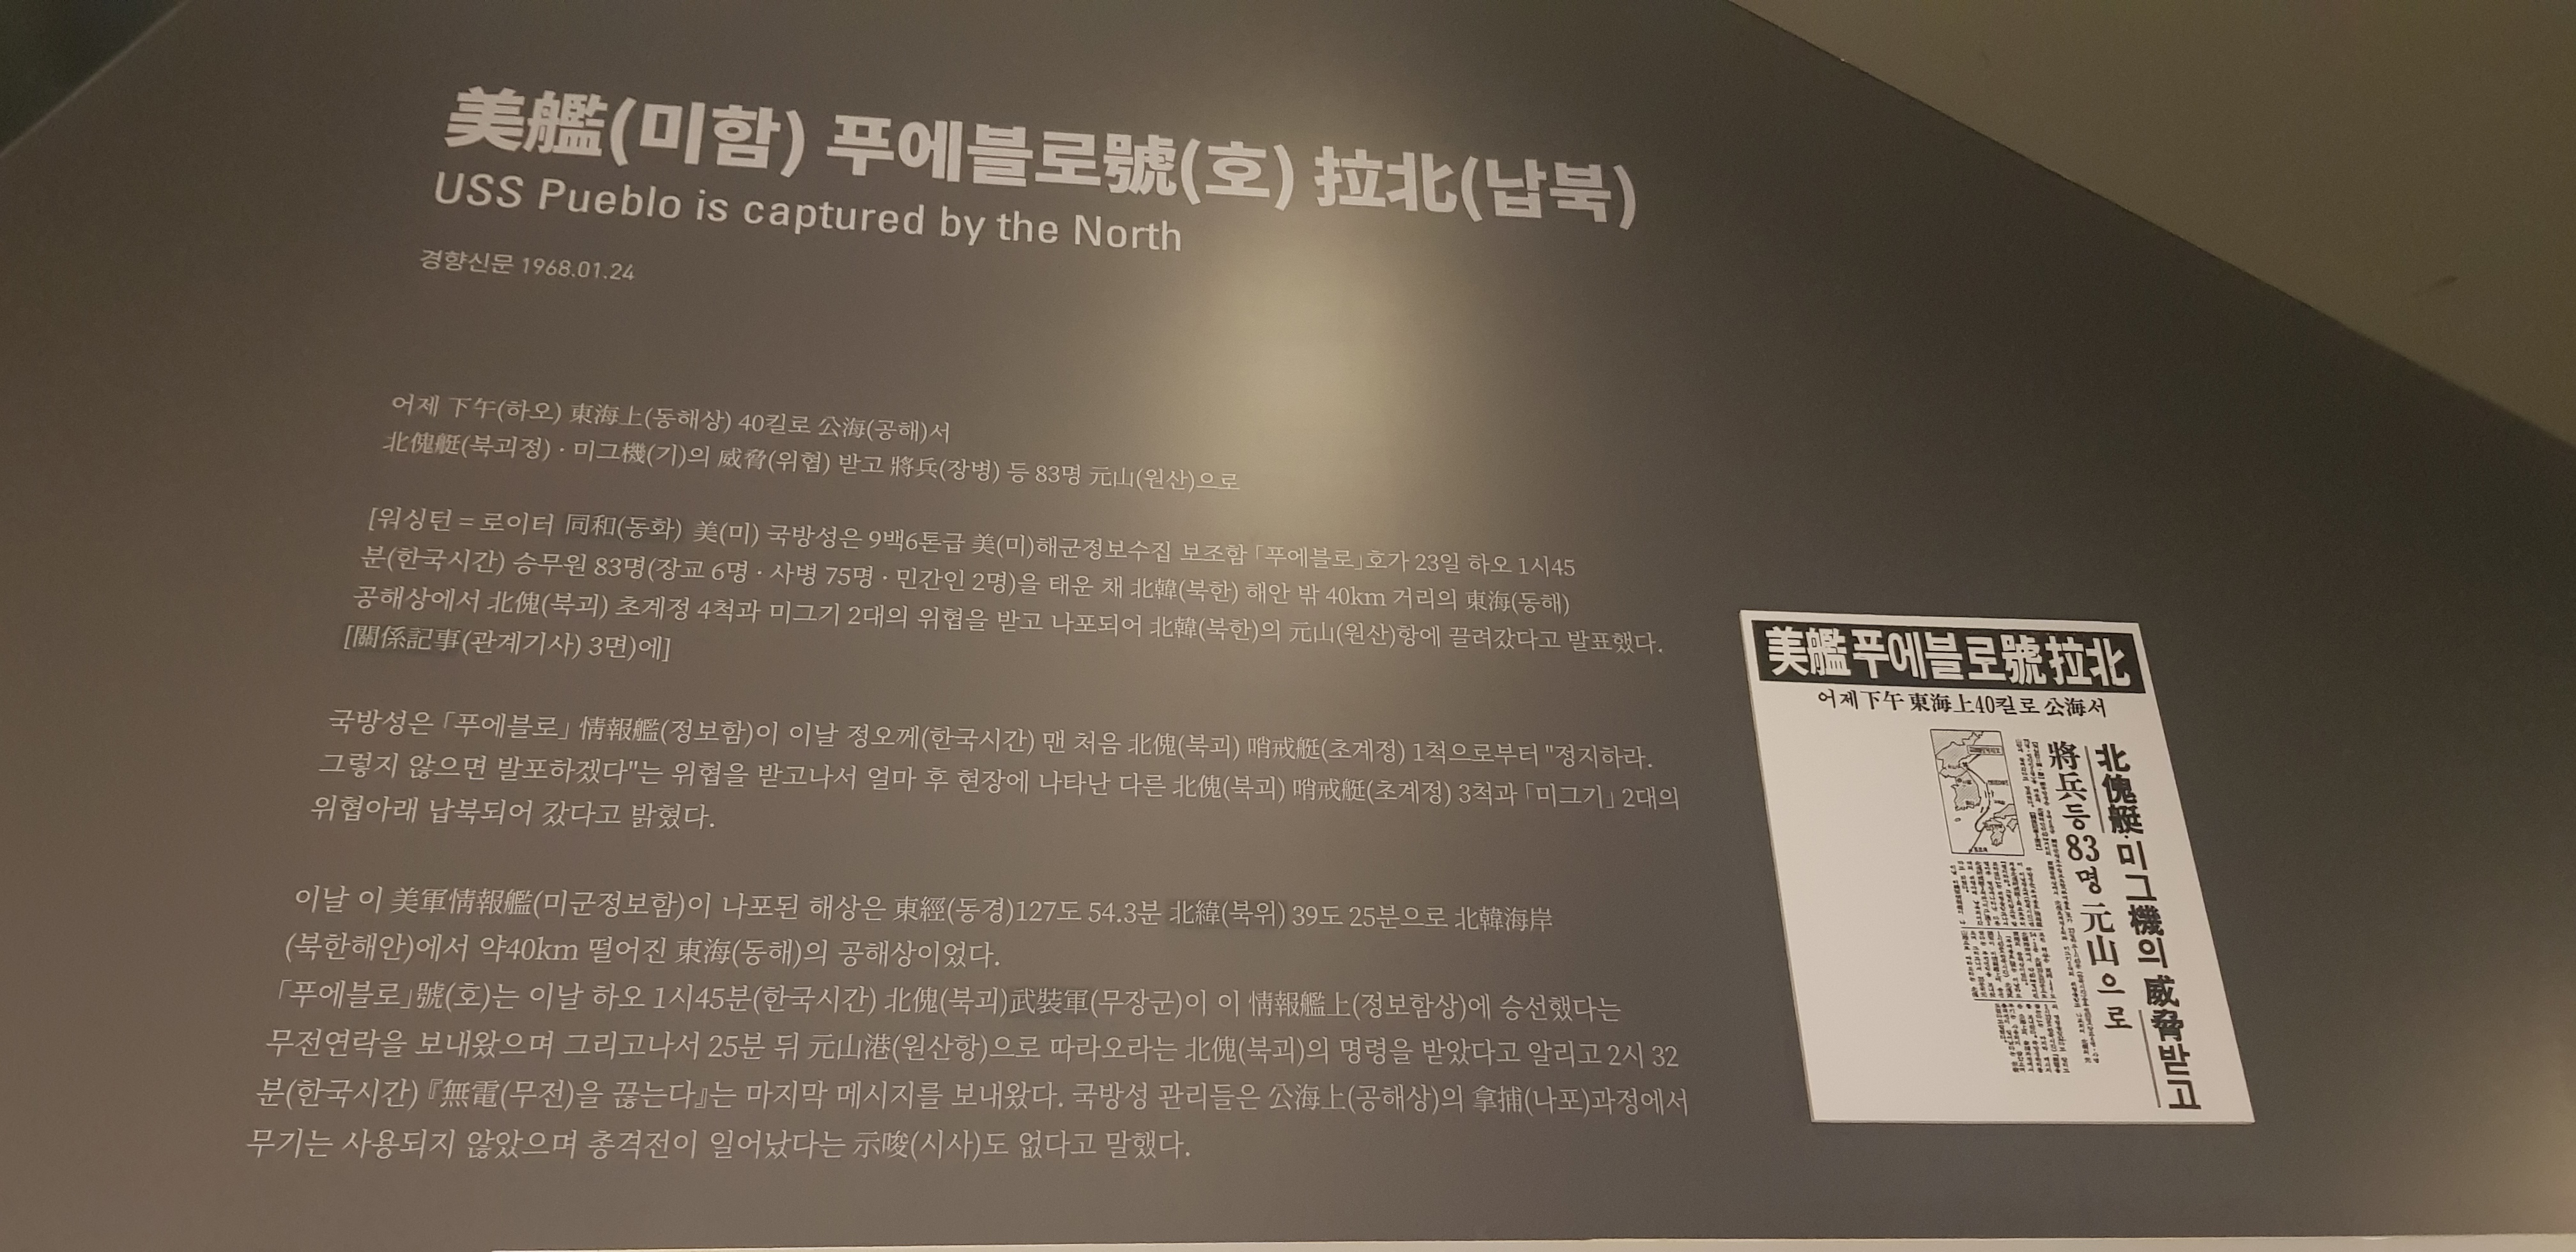 美艦(미함) 푸에블로號(호) 拉北(납북)
USS Pueblo is captured by the North
경향신문 1968.01.24
어제 下午(하오) 東海上(동해상) 40킬로 公海(공해)서
北傀艇(북괴정) · 미그機(기)의 威脅(위협) 받고 將兵(장병) 등 83명 元山(원산)으로
[워싱턴 = 로이터 同和(동화) 美(미) 국방성은 9백6톤급 美(미)해군정보수집 보조함 「푸에블로」호가 23일 하오 1시45
분(한국시간) 승무원 83명(장교 6명 · 사병 75명 · 민간인 2명)을 태운 채 北韓(북한) 해안 밖 40km 거리의 東海(동해)
공해상에서 北傀(북괴) 초계정 4척과 미그기 2대의 위협을 받고 나포되어 北韓(북한)의 元山(원산)항에 끌려갔다고 발표했다.
[關係記事(관계기사) 3면)에]
국방성은 「푸에블로」 情報艦(정보함)이 이날 정오께(한국시간) 맨 처음 北傀(북괴) 哨戒艇(초계정) 1척으로부터 "정지하라.
그렇지 않으면 발포하겠다"는 위협을 받고나서 얼마 후 현장에 나타난 다른 北傀(북괴) 哨戒艇(초계정) 3척과 「미그기」 2대의
위협아래 납북되어 갔다고 밝혔다.
이날 이 美軍情報艦(미군정보함)이 나포된 해상은 東經(동경)127도 54.3분 北緯(북위) 39도 25분으로 北韓海岸
(북한해안)에서 약40km 떨어진 東海(동해)의 공해상이었다.
「푸에블로」號(호)는 이날 하오 1시45분(한국시간) 北傀(북괴)武裝軍(무장군)이 이 情報艦上(정보함상)에 승선했다는
무전연락을 보내왔으며 그리고나서 25분 뒤 元山港(원산항)으로 따라오라는 北傀(북괴)의 명령을 받았다고 알리고 2시 32
분(한국시간) 『無電(무전)을 끊는다』는 마지막 메시지를 보내왔다. 국방성 관리들은 公海上(공해상)의 拿捕(나포)과정에서
무기는 사용되지 않았으며 총격전이 일어났다는 示唆(시사)도 없다고 말했다.
美艦 푸에블로號 拉北
어제下午 東海上40킬로 公海서
北傀艇·미그機의 威脅받고
將兵등 83명 元山으로